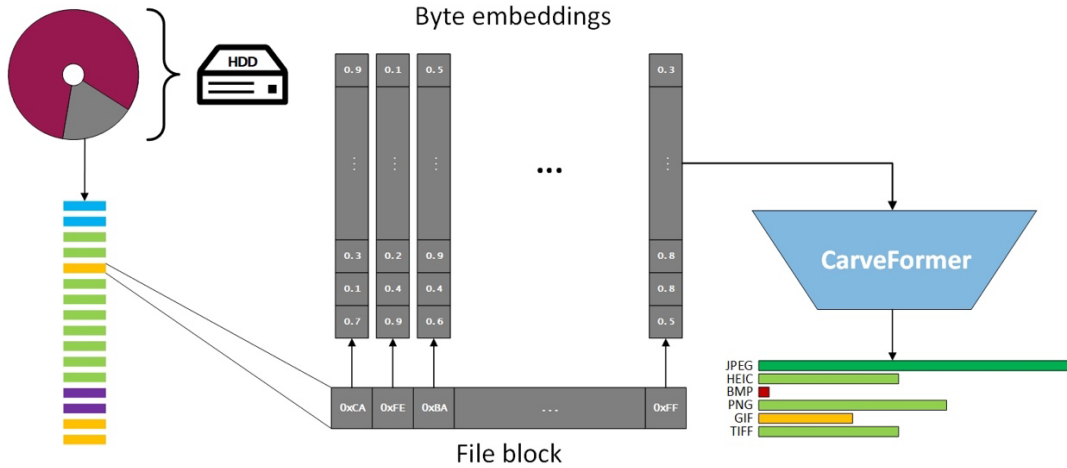 Byte embeddings
HDD
0.9 0.1 0.5 0.3
... ... ... ... ...
0.3 0.2 0.9 0.8
0.1 0.4 0.4 0.8
0.7 0.9 0.6 0.5
CarveFormer
0xCA 0xFE 0xBA ... 0xFF
File block
JPEG
HEIC
BMP
PNG
GIF
TIFF